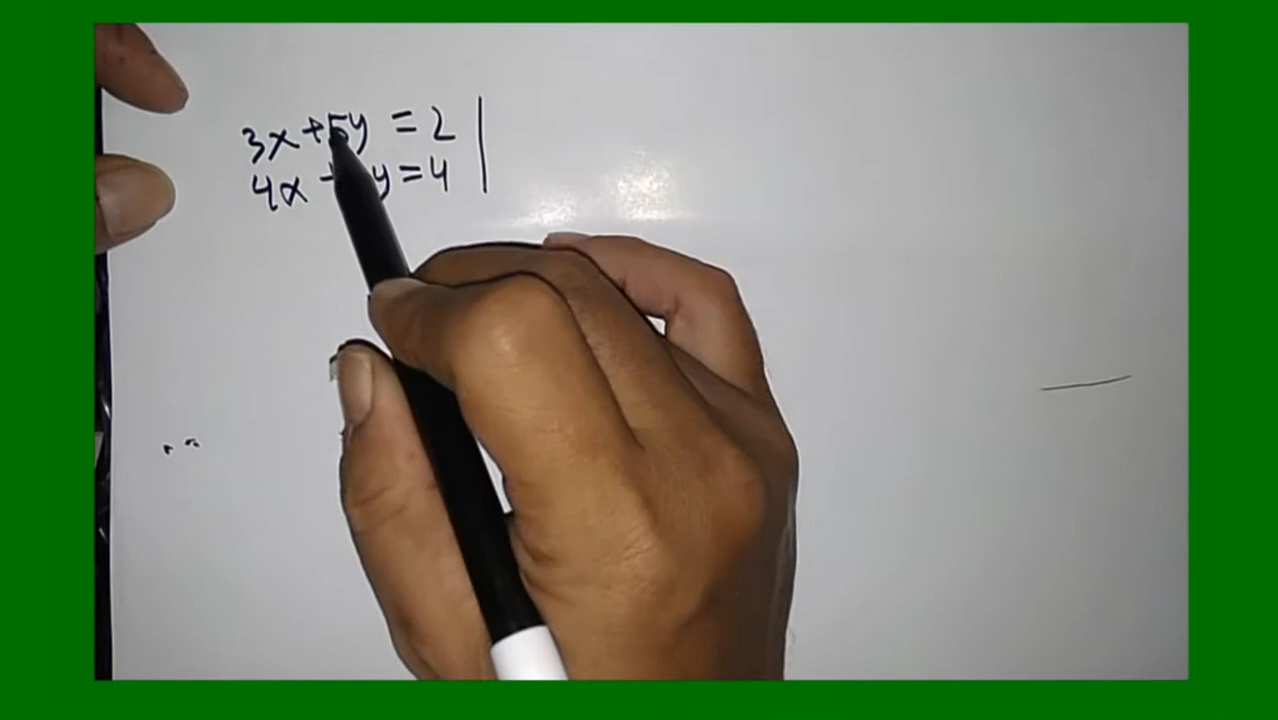 3x + 5y = 2
4x + y = 4